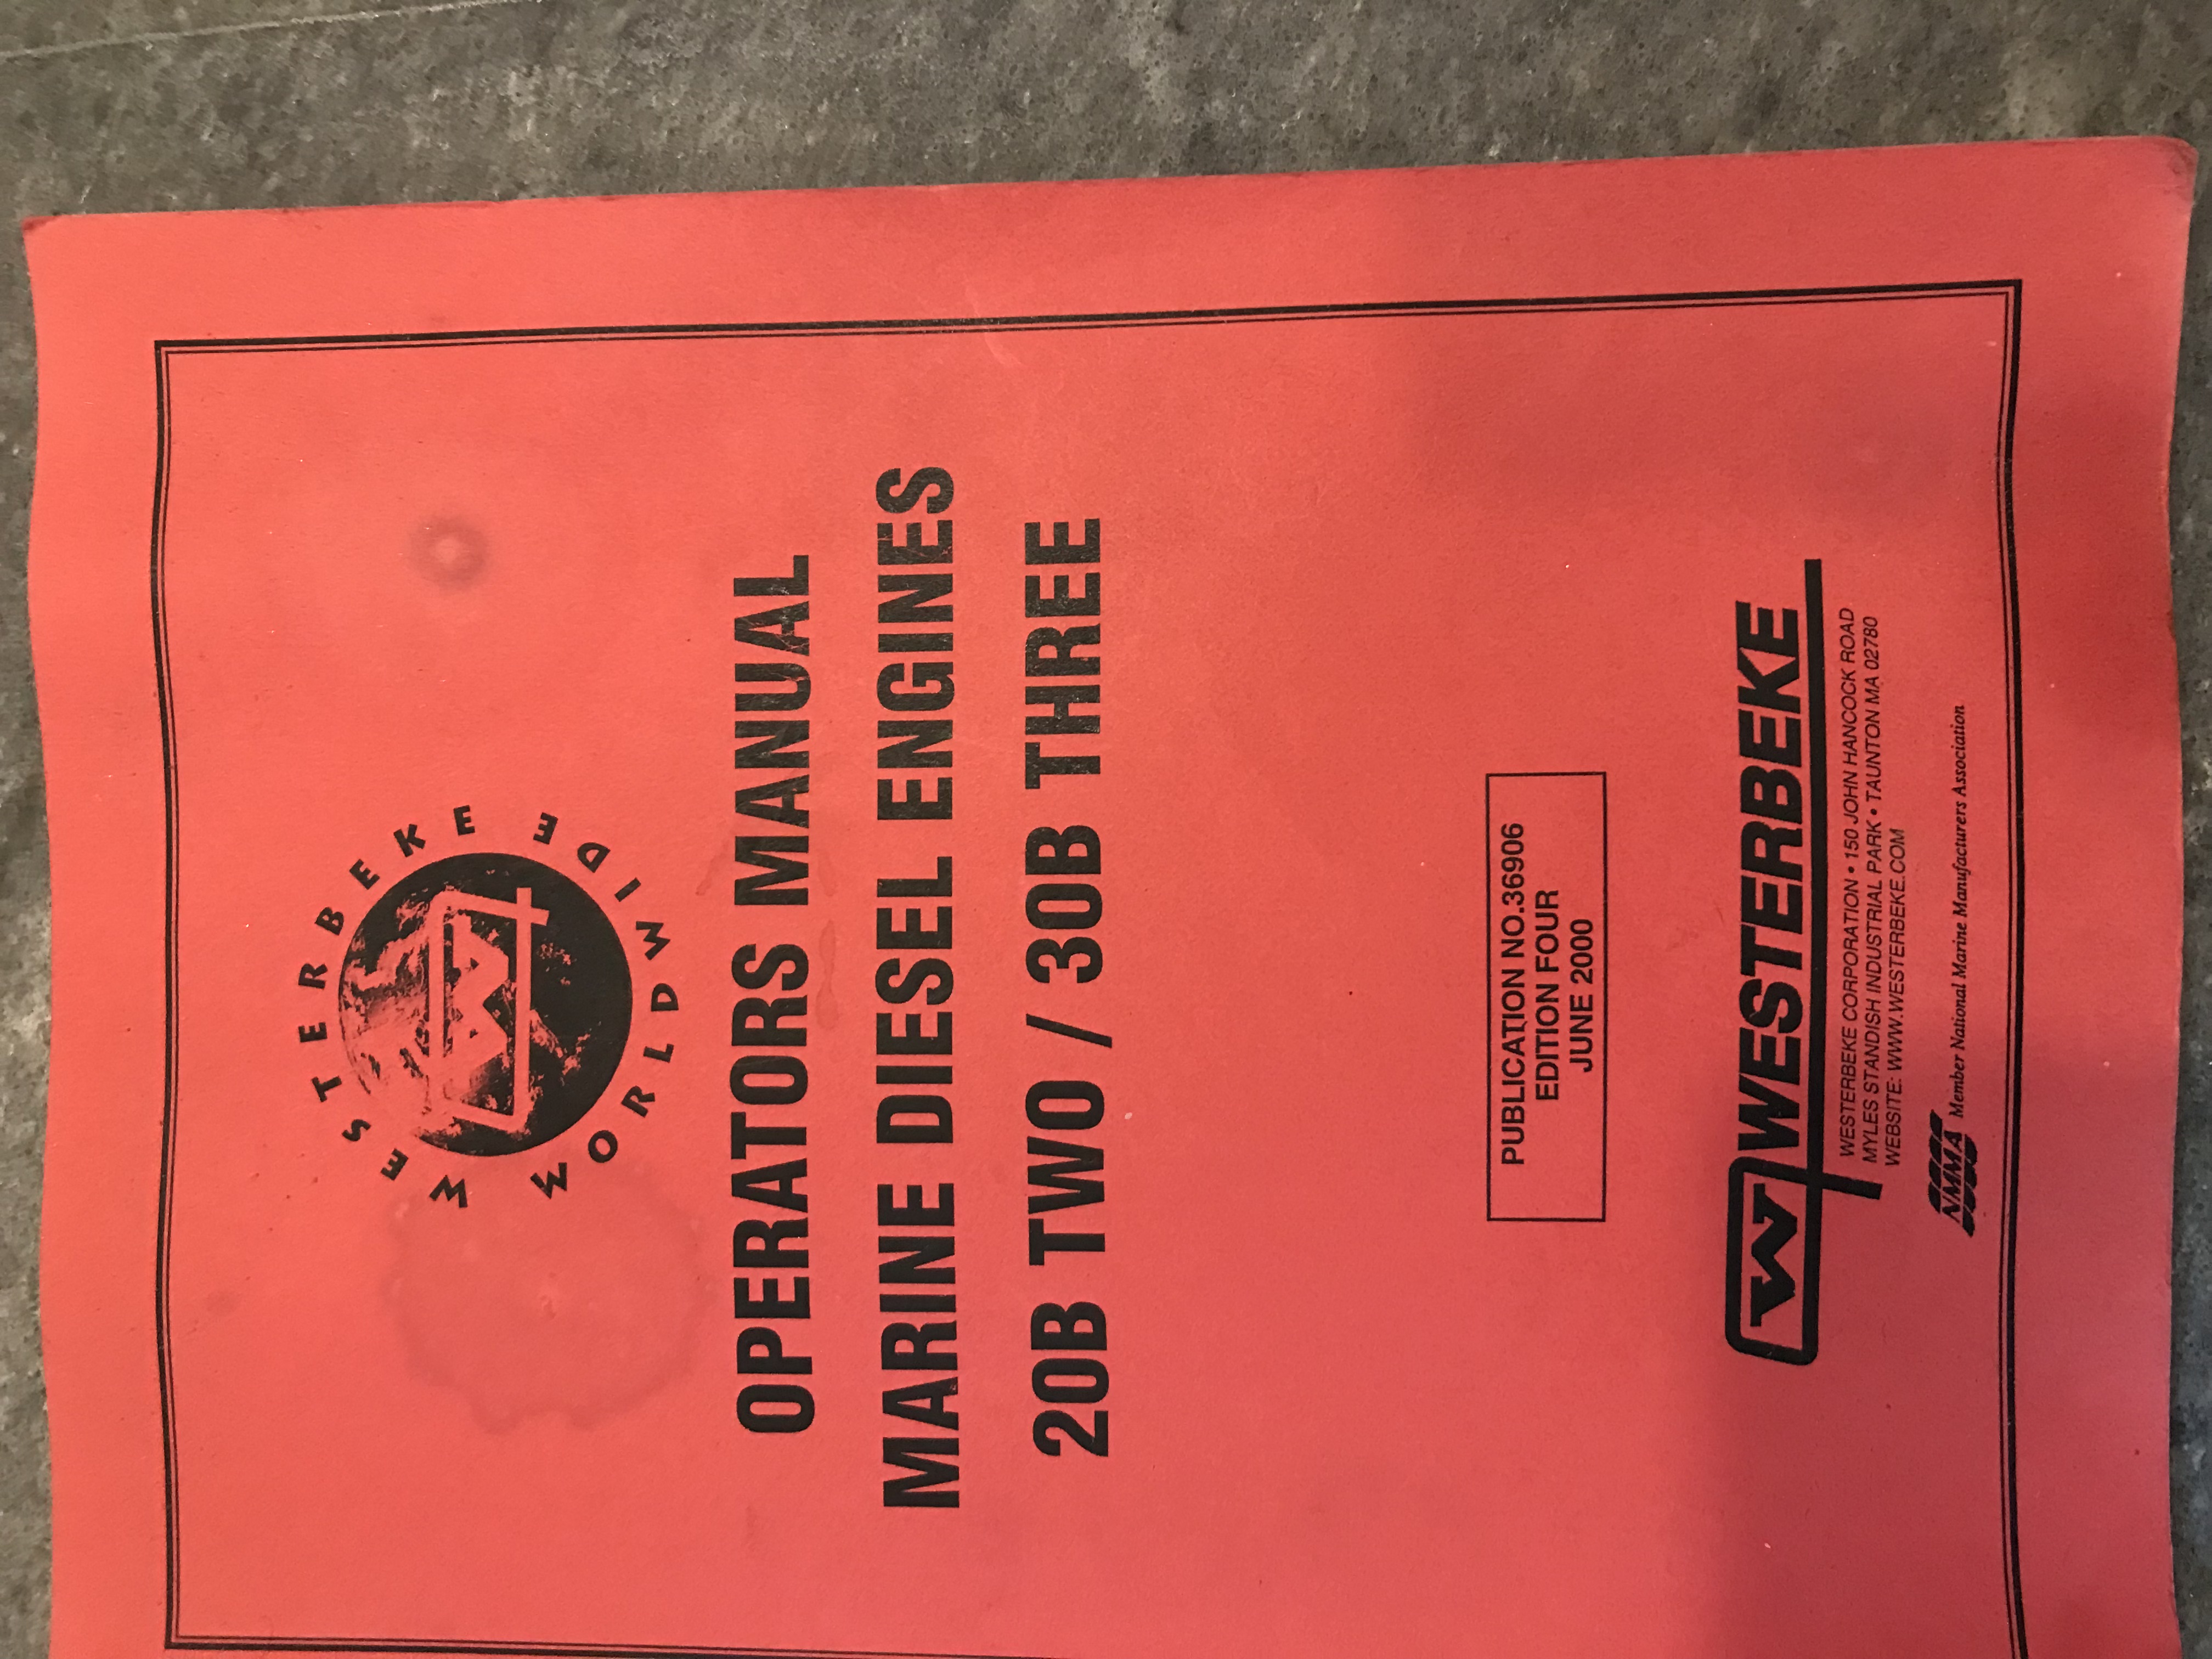 WESTERBEKE
WORLDWIDE
W
OPERATORS MANUAL
MARINE DIESEL ENGINES
20B TWO / 30B THREE
PUBLICATION NO.36906
EDITION FOUR
JUNE 2000
W WESTERBEKE
WESTERBEKE CORPORATION • 150 JOHN HANCOCK ROAD
MYLES STANDISH INDUSTRIAL PARK • TAUNTON MA 02780
WEBSITE: WWW.WESTERBEKE.COM
NMMA Member National Marine Manufacturers Association